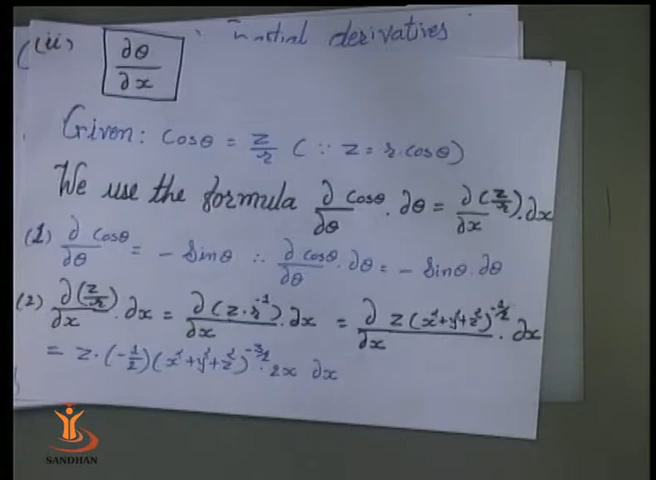 (ii) ∂θ/∂x partial derivatives
Given: Cosθ = z/r (∵ z = r.cosθ)
We use the formula ∂ cosθ/∂θ . ∂θ = ∂(z/r)/∂x . ∂x
(1) ∂ cosθ/∂θ = - Sinθ ∴ ∂ cosθ/∂θ . ∂θ = - Sinθ . ∂θ
(2) ∂(z/r)/∂x . ∂x = ∂(z . r⁻¹)/∂x . ∂x = ∂ z(x²+y²+z²)^(-1/2)/∂x . ∂x
= z . (-1/2)(x²+y²+z²)^(-3/2) . 2x ∂x
SANDHAN